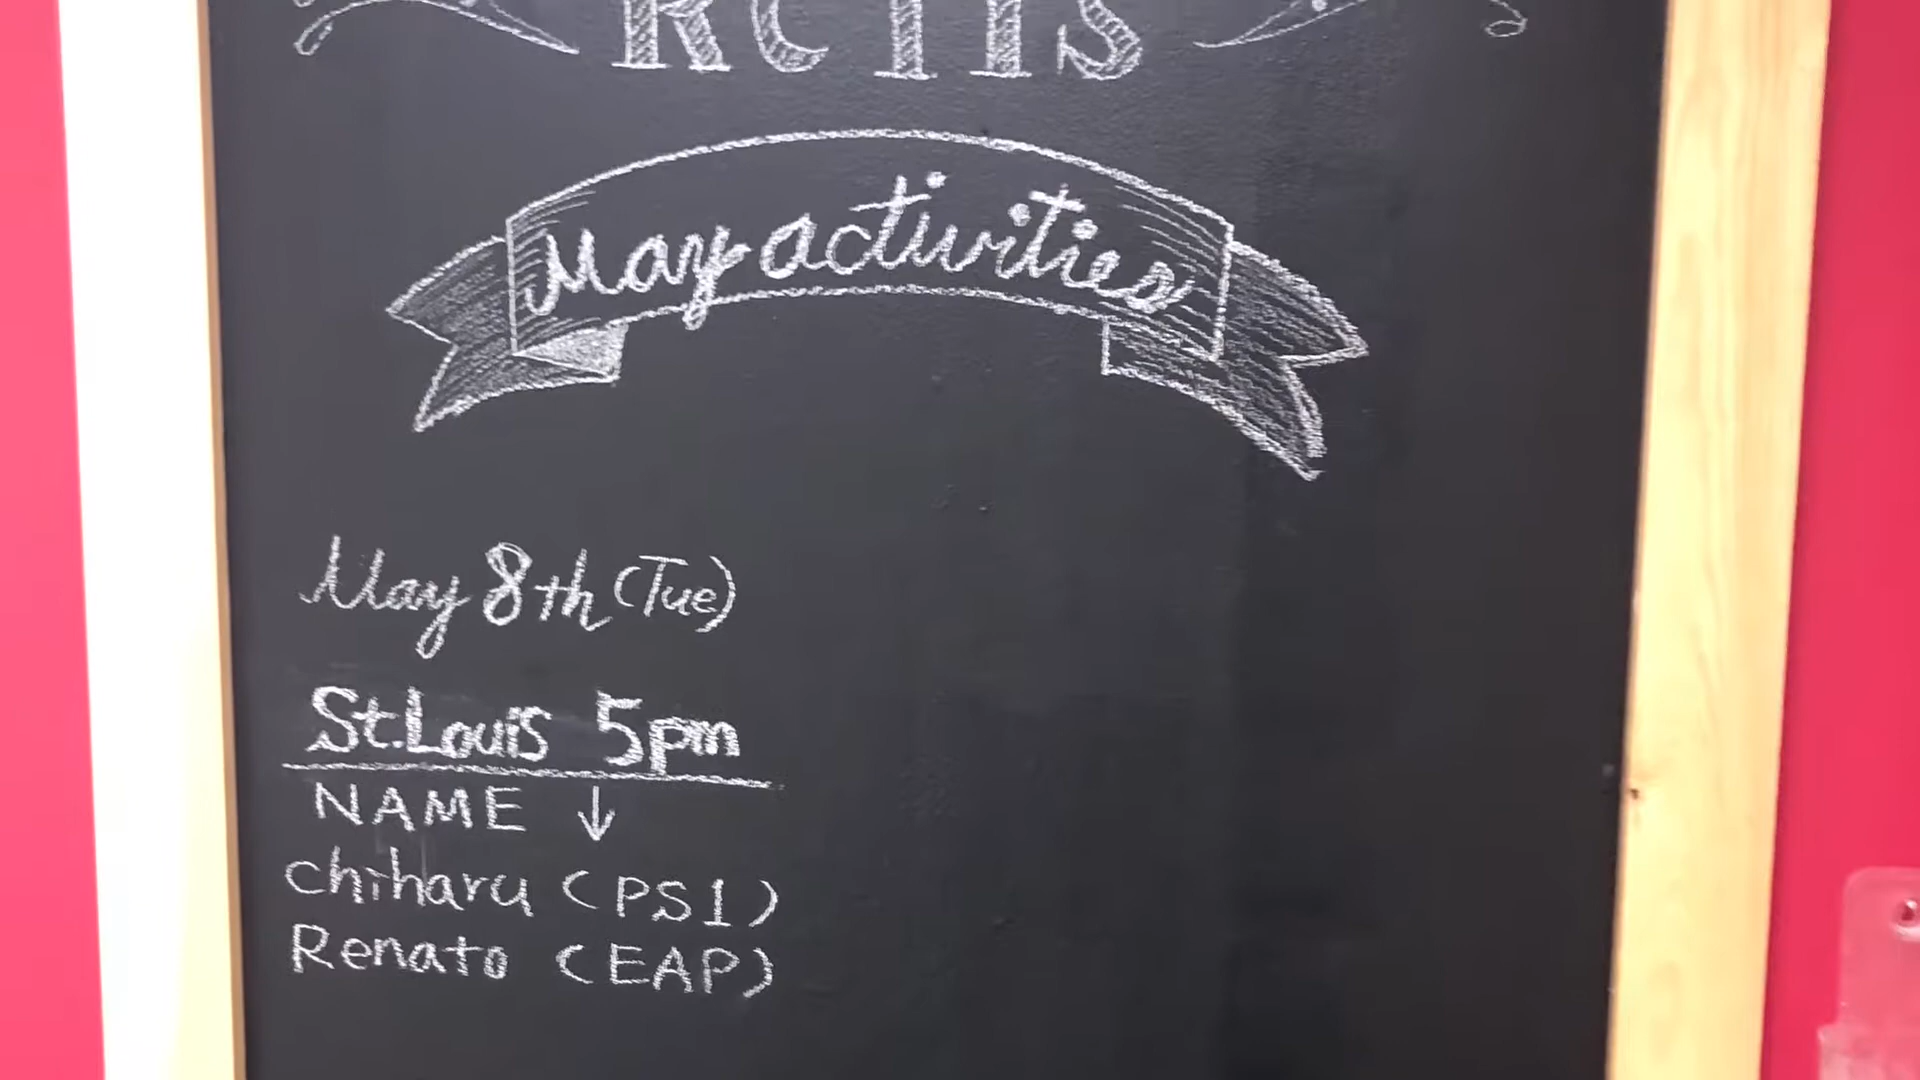 May activities
May 8th (Tue)
St.Louis 5pm
NAME ↓
chiharu (PS1)
Renato (EAP)